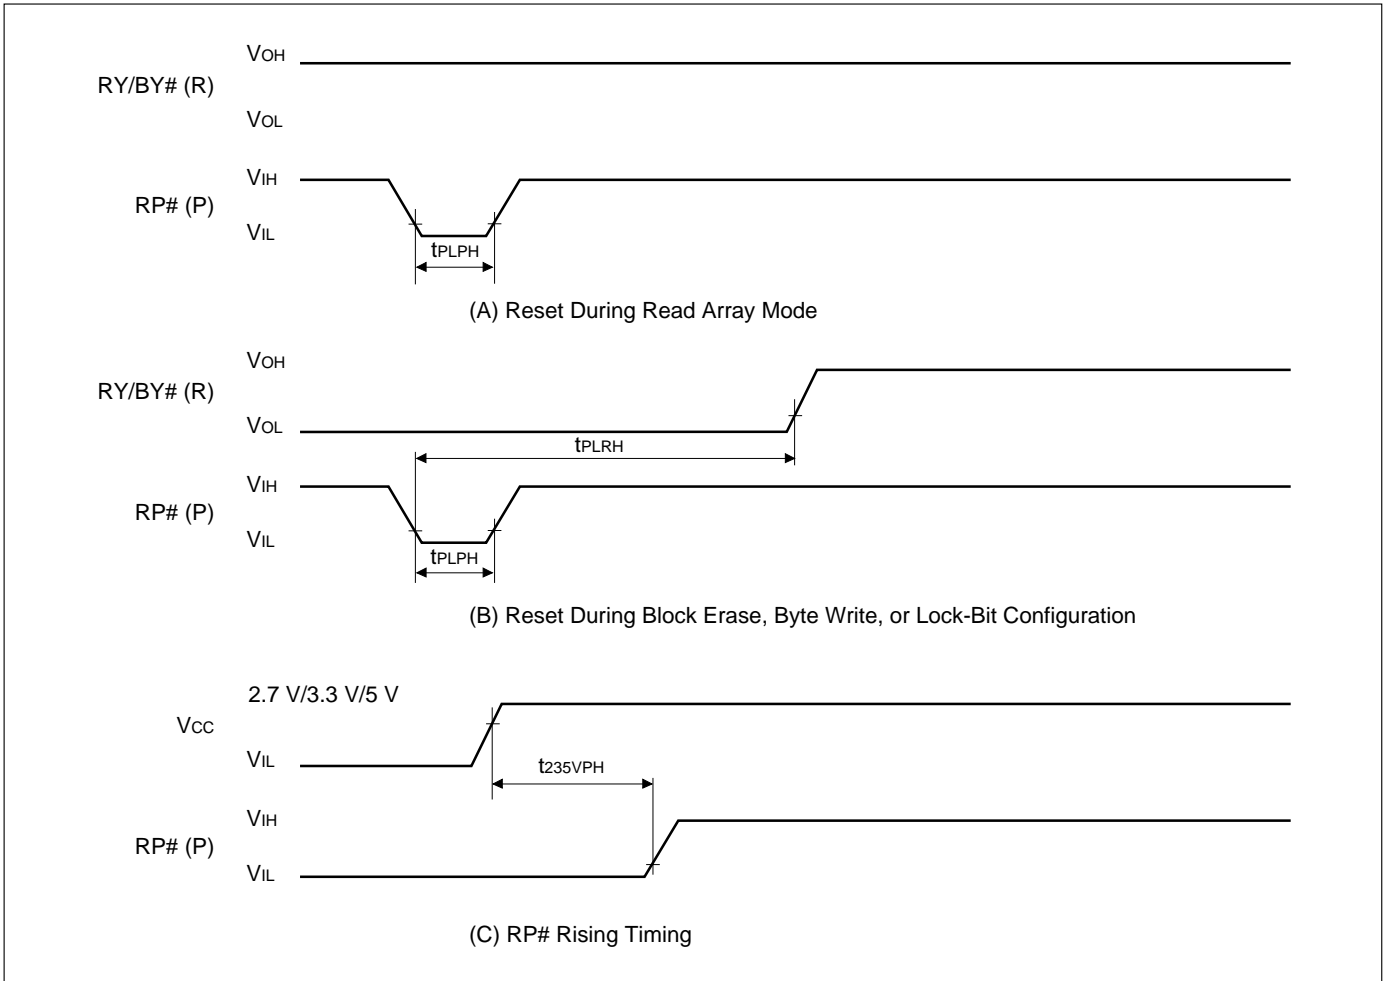 VOH
RY/BY# (R)
VOL
VIH
RP# (P)
VIL
tPLPH
(A) Reset During Read Array Mode
VOH
RY/BY# (R)
VOL
tPLRH
VIH
RP# (P)
VIL
tPLPH
(B) Reset During Block Erase, Byte Write, or Lock-Bit Configuration
2.7 V/3.3 V/5 V
VCC
VIL
t235VPH
VIH
RP# (P)
VIL
(C) RP# Rising Timing